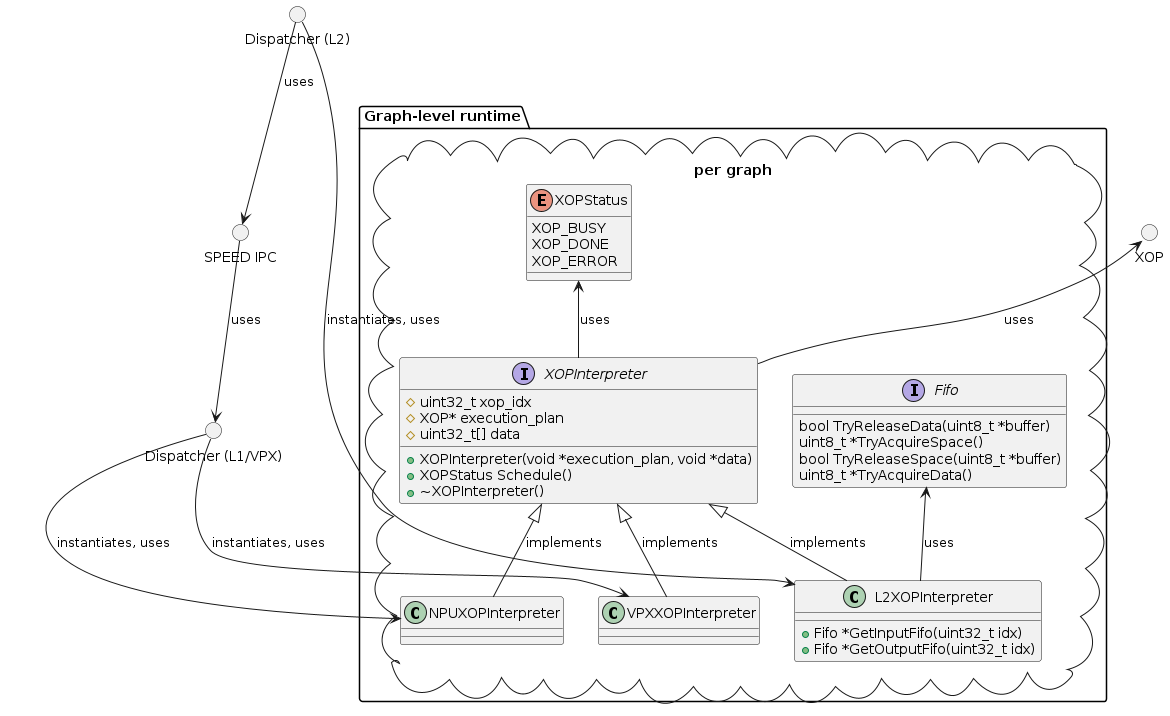 Dispatcher (L2)
uses
Graph-level runtime
per graph
E XOPStatus
XOP_BUSY
XOP_DONE
XOP_ERROR
SPEED IPC
XOP
uses
instantiates, uses
uses
uses
I XOPInterpreter
uint32_t xop_idx
XOP* execution_plan
uint32_t[] data
XOPInterpreter(void *execution_plan, void *data)
XOPStatus Schedule()
~XOPInterpreter()
I Fifo
bool TryReleaseData(uint8_t *buffer)
uint8_t *TryAcquireSpace()
bool TryReleaseSpace(uint8_t *buffer)
uint8_t *TryAcquireData()
Dispatcher (L1/VPX)
instantiates, uses
instantiates, uses
implements
implements
implements
uses
C NPUXOPInterpreter
C VPXXOPInterpreter
C L2XOPInterpreter
Fifo *GetInputFifo(uint32_t idx)
Fifo *GetOutputFifo(uint32_t idx)